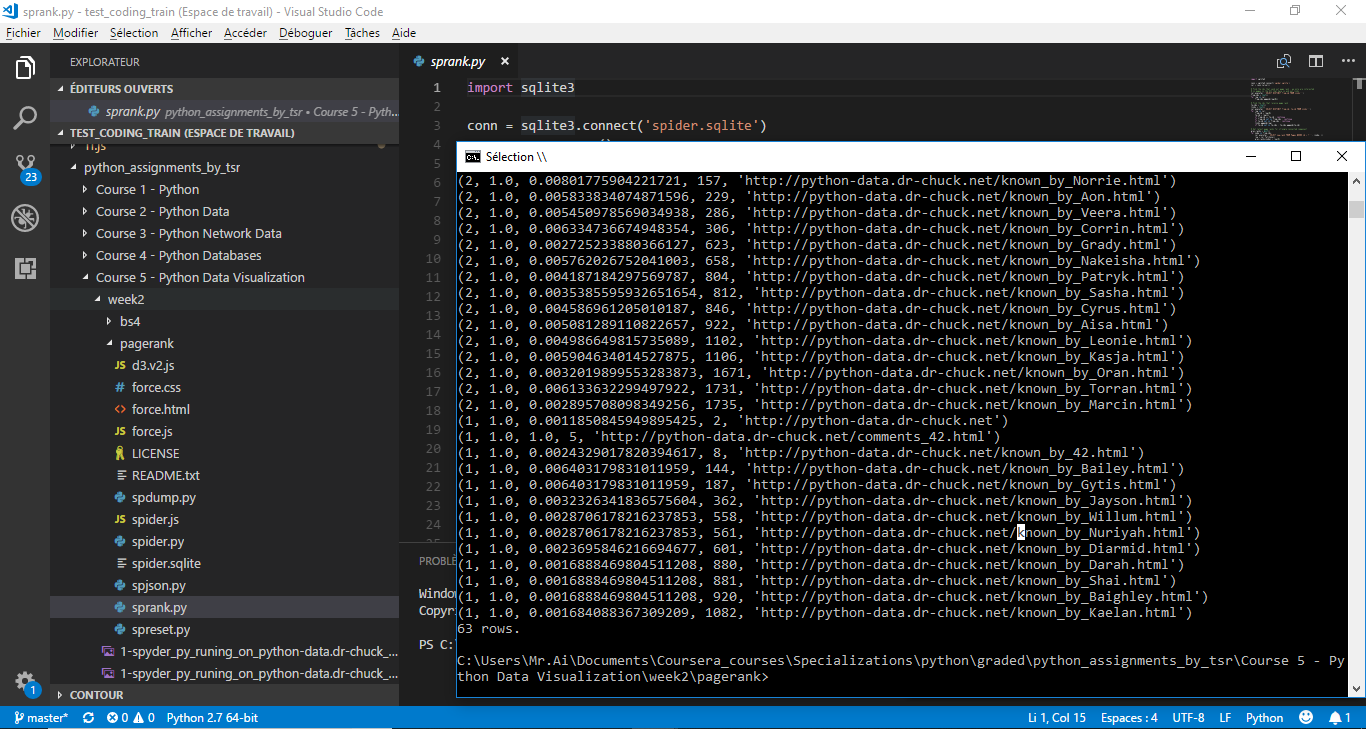 sprank.py - test_coding_train (Espace de travail) - Visual Studio Code
Fichier Modifier Sélection Afficher Accéder Déboguer Tâches Aide
EXPLORATEUR
ÉDITEURS OUVERTS
sprank.py python_assignments_by_tsr • Course 5 - Pyth...
TEST_CODING_TRAIN (ESPACE DE TRAVAIL)
python_assignments_by_tsr
Course 1 - Python
Course 2 - Python Data
Course 3 - Python Network Data
Course 4 - Python Databases
Course 5 - Python Data Visualization
week2
bs4
pagerank
JS d3.v2.js
# force.css
<> force.html
JS force.js
LICENSE
README.txt
spdump.py
JS spider.js
spider.py
spider.sqlite
spjson.py
sprank.py
spreset.py
1-spyder_py_runing_on_python-data.dr-chuck_...
1-spyder_py_runing_on_python-data.dr-chuck_...
CONTOUR
23
1
sprank.py ×
1 import sqlite3
2
3 conn = sqlite3.connect('spider.sqlite')
4
5
6
7
8
9
10
11
12
13
14
15
16
17
18
19
20
21
22
23
24
PROBLÈ
Window
Copyr
PS C:
C:\. Sélection \\
(2, 1.0, 0.00801775904221721, 157, 'http://python-data.dr-chuck.net/known_by_Norrie.html')
(2, 1.0, 0.005833834074871596, 229, 'http://python-data.dr-chuck.net/known_by_Aon.html')
(2, 1.0, 0.005450978569034938, 286, 'http://python-data.dr-chuck.net/known_by_Veera.html')
(2, 1.0, 0.006334736674948354, 306, 'http://python-data.dr-chuck.net/known_by_Corrin.html')
(2, 1.0, 0.002725233880366127, 623, 'http://python-data.dr-chuck.net/known_by_Grady.html')
(2, 1.0, 0.005762026752041003, 658, 'http://python-data.dr-chuck.net/known_by_Nakeisha.html')
(2, 1.0, 0.004187184297569787, 804, 'http://python-data.dr-chuck.net/known_by_Patryk.html')
(2, 1.0, 0.0035385595932651654, 812, 'http://python-data.dr-chuck.net/known_by_Sasha.html')
(2, 1.0, 0.004586961205010187, 846, 'http://python-data.dr-chuck.net/known_by_Cyrus.html')
(2, 1.0, 0.005081289110822657, 922, 'http://python-data.dr-chuck.net/known_by_Aisa.html')
(2, 1.0, 0.004986649815735089, 1102, 'http://python-data.dr-chuck.net/known_by_Leonie.html')
(2, 1.0, 0.005904634014527875, 1106, 'http://python-data.dr-chuck.net/known_by_Kasja.html')
(2, 1.0, 0.0032019899553283873, 1671, 'http://python-data.dr-chuck.net/known_by_Oran.html')
(2, 1.0, 0.006133632299497922, 1731, 'http://python-data.dr-chuck.net/known_by_Torran.html')
(2, 1.0, 0.002895708098349256, 1735, 'http://python-data.dr-chuck.net/known_by_Marcin.html')
(1, 1.0, 0.0011850845949895425, 2, 'http://python-data.dr-chuck.net')
(1, 1.0, 1.0, 5, 'http://python-data.dr-chuck.net/comments_42.html')
(1, 1.0, 0.0024329017820394617, 8, 'http://python-data.dr-chuck.net/known_by_42.html')
(1, 1.0, 0.006403179831011959, 144, 'http://python-data.dr-chuck.net/known_by_Bailey.html')
(1, 1.0, 0.006403179831011959, 187, 'http://python-data.dr-chuck.net/known_by_Gytis.html')
(1, 1.0, 0.0032326341836575604, 362, 'http://python-data.dr-chuck.net/known_by_Jayson.html')
(1, 1.0, 0.0028706178216237853, 558, 'http://python-data.dr-chuck.net/known_by_Willum.html')
(1, 1.0, 0.0028706178216237853, 561, 'http://python-data.dr-chuck.net/known_by_Nuriyah.html')
(1, 1.0, 0.0023695846216694677, 601, 'http://python-data.dr-chuck.net/known_by_Diarmid.html')
(1, 1.0, 0.0016888469804511208, 880, 'http://python-data.dr-chuck.net/known_by_Darah.html')
(1, 1.0, 0.0016888469804511208, 881, 'http://python-data.dr-chuck.net/known_by_Shai.html')
(1, 1.0, 0.0016888469804511208, 920, 'http://python-data.dr-chuck.net/known_by_Baighley.html')
(1, 1.0, 0.001684088367309209, 1082, 'http://python-data.dr-chuck.net/known_by_Kaelan.html')
63 rows.
C:\Users\Mr.Ai\Documents\Coursera_courses\Specializations\python\graded\python_assignments_by_tsr\Course 5 - Py
thon Data Visualization\week2\pagerank>
master* 0 0 Python 2.7 64-bit Li 1, Col 15 Espaces : 4 UTF-8 LF Python 1